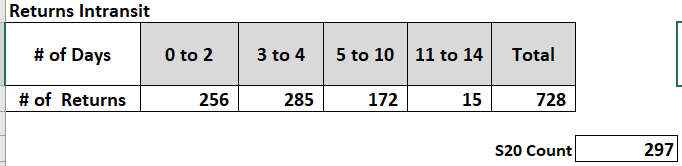 Returns Intransit
# of Days 0 to 2 3 to 4 5 to 10 11 to 14 Total
# of Returns 256 285 172 15 728
S20 Count 297